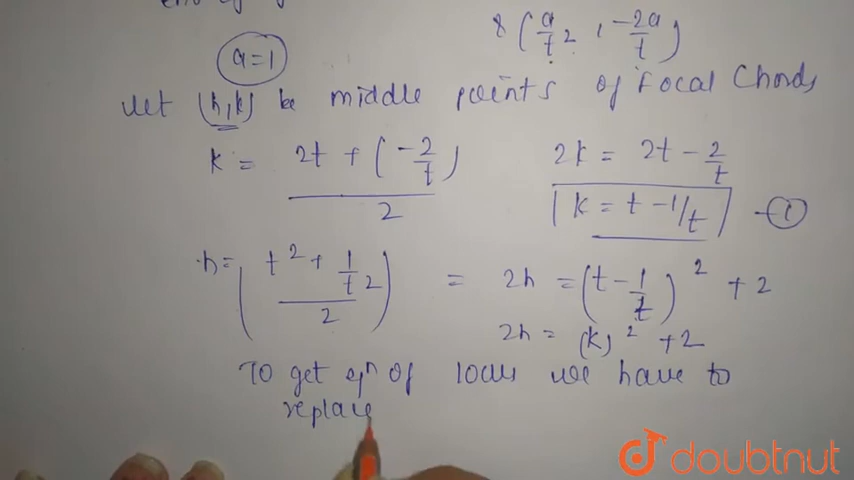 & ( a/t2 , -2a/t )
a=1
Let (h,k) be middle points of Focal Chords
k = 2t + (-2/t) / 2
2k = 2t - 2/t
k = t - 1/t - ①
h = ( t2 + 1/t2 / 2 ) = 2h = (t - 1/t)2 + 2
2h = (k)2 + 2
To get eqn of locus we have to
replace
doubtnut